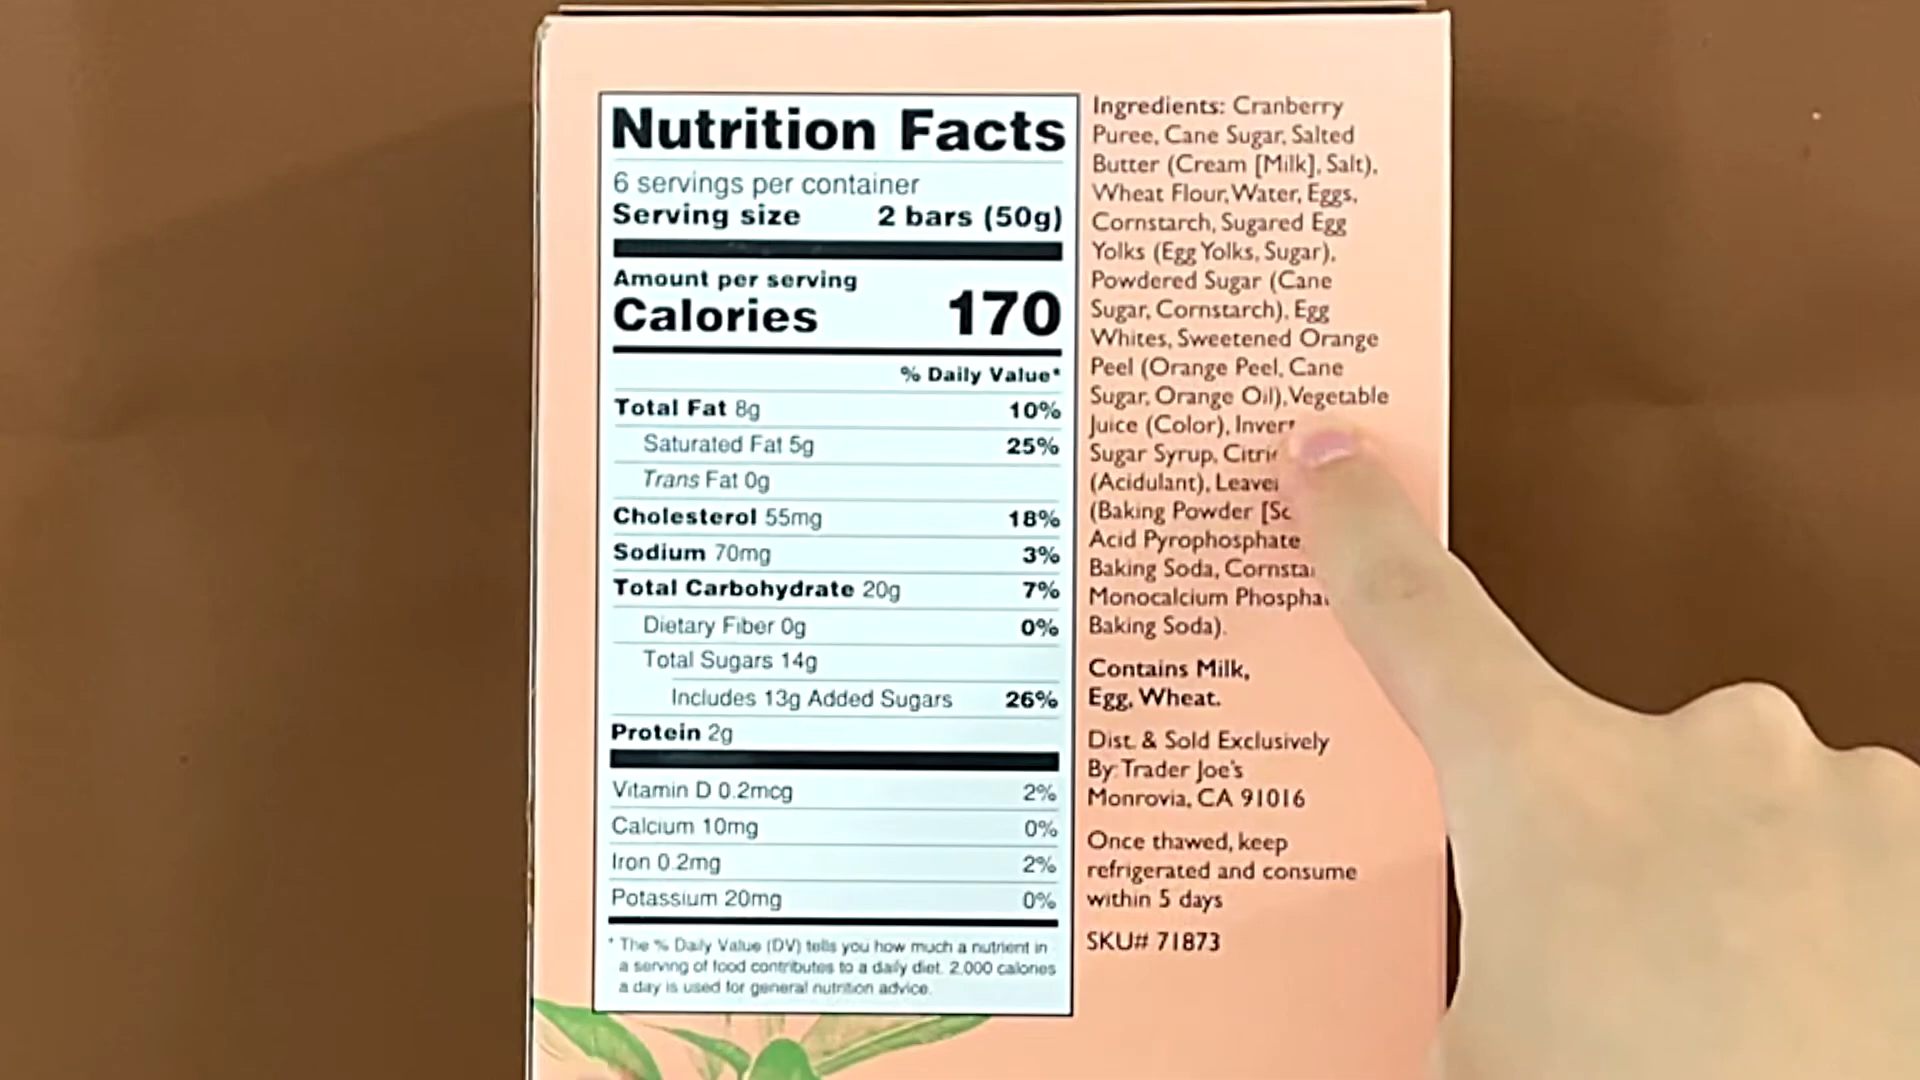 Nutrition Facts
6 servings per container
Serving size 2 bars (50g)
Amount per serving
Calories 170
% Daily Value*
Total Fat 8g 10%
Saturated Fat 5g 25%
Trans Fat 0g
Cholesterol 55mg 18%
Sodium 70mg 3%
Total Carbohydrate 20g 7%
Dietary Fiber 0g 0%
Total Sugars 14g
Includes 13g Added Sugars 26%
Protein 2g
Vitamin D 0.2mcg 2%
Calcium 10mg 0%
Iron 0.2mg 2%
Potassium 20mg 0%
* The % Daily Value (DV) tells you how much a nutrient in
a serving of food contributes to a daily diet. 2,000 calories
a day is used for general nutrition advice.
Ingredients: Cranberry
Puree, Cane Sugar, Salted
Butter (Cream [Milk], Salt),
Wheat Flour, Water, Eggs,
Cornstarch, Sugared Egg
Yolks (Egg Yolks, Sugar),
Powdered Sugar (Cane
Sugar, Cornstarch), Egg
Whites, Sweetened Orange
Peel (Orange Peel, Cane
Sugar, Orange Oil), Vegetable
Juice (Color), Invert
Sugar Syrup,
(Acidulant),
(Baking Powder
Acid Pyrophosphate
Baking Soda,
Monocalcium
Baking Soda).
Contains Milk,
Egg, Wheat.
Dist. & Sold Exclusively
By: Trader Joe's
Monrovia, CA 91016
Once thawed, keep
refrigerated and consume
within 5 days
SKU# 71873